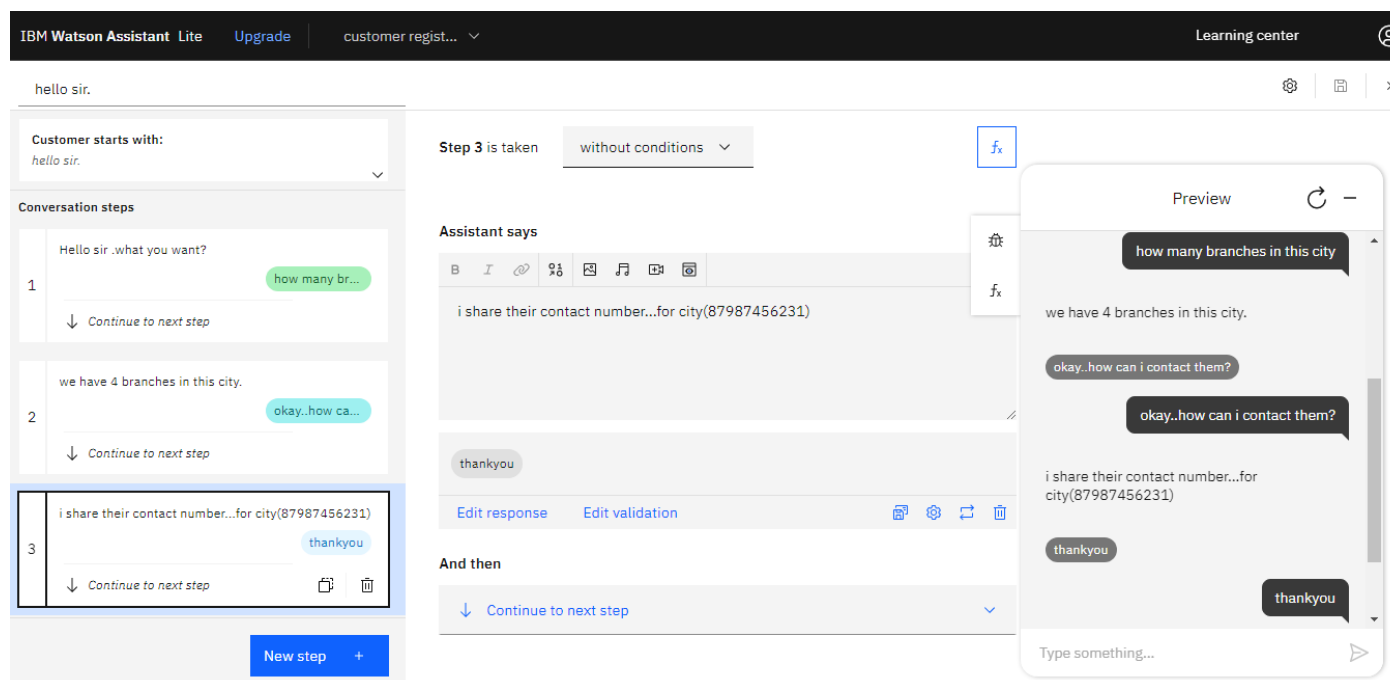 IBM Watson Assistant Lite Upgrade customer regist... Learning center
hello sir.
Customer starts with:
hello sir.
Conversation steps
1
Hello sir .what you want?
how many br...
Continue to next step
2
we have 4 branches in this city.
okay..how ca...
Continue to next step
3
i share their contact number...for city(87987456231)
thankyou
Continue to next step
New step +
Step 3 is taken without conditions
fx
Assistant says
B I
fx
i share their contact number...for city(87987456231)
thankyou
Edit response Edit validation
And then
Continue to next step
Preview
how many branches in this city
we have 4 branches in this city.
okay..how can i contact them?
okay..how can i contact them?
i share their contact number...for
city(87987456231)
thankyou
thankyou
Type something...